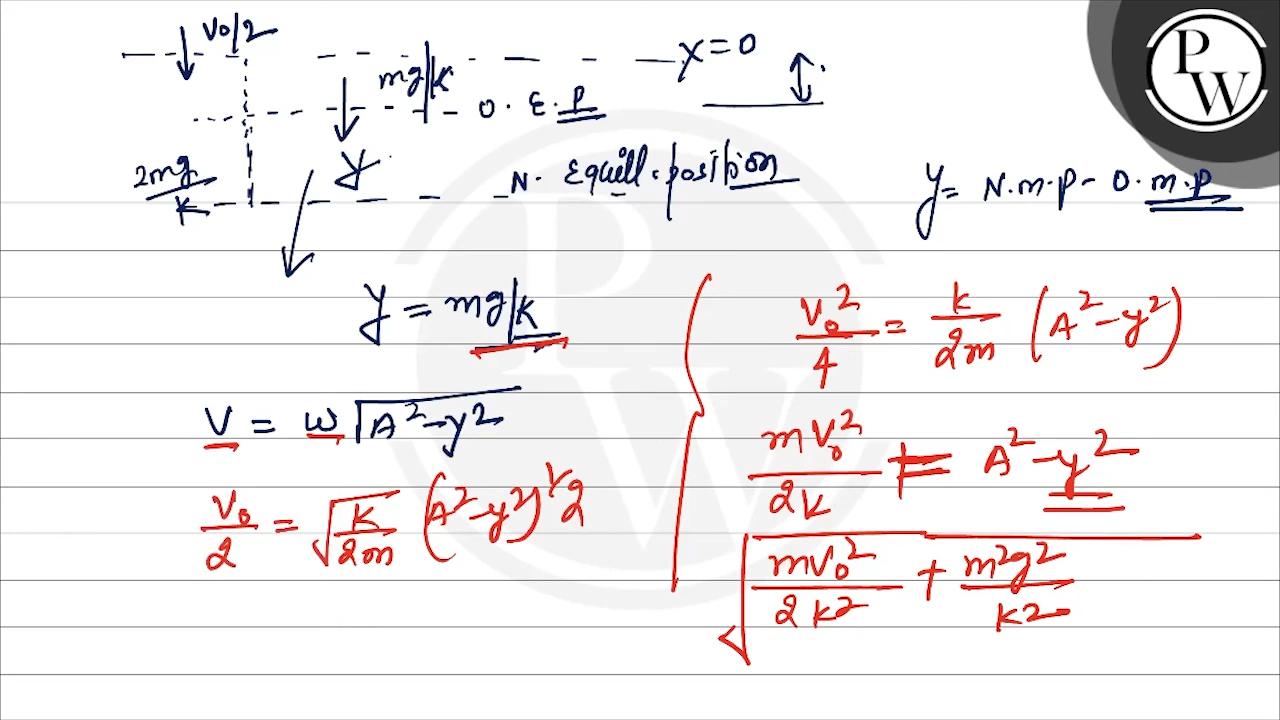 V0/2
x=0
mg/k
O.E.P
2mg/k
y
N. Equill.position
y = N.m.p - O.m.p
y = mg/k
V = w√A²-y²
V0/2 = √k/2m (A²-y²)^1/2
V0²/4 = k/2m (A²-y²)
mV0²/2k = A²-y²
√mV0²/2k² + m²g²/k²
PW